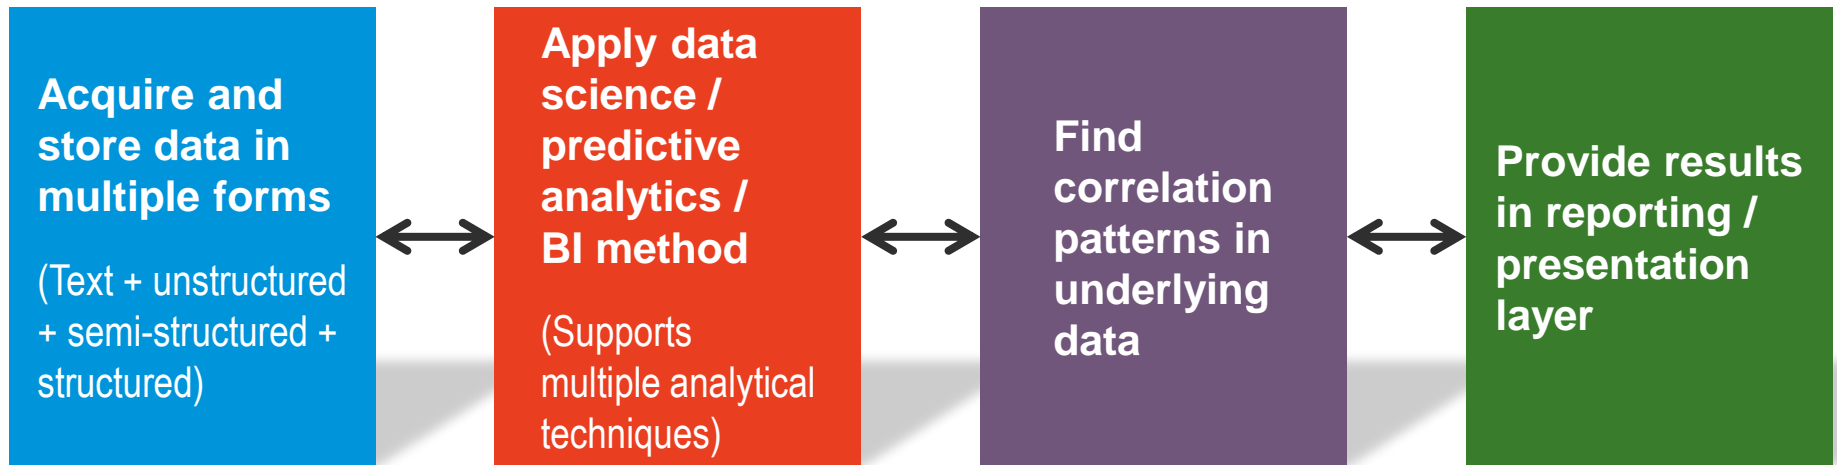 Acquire and
store data in
multiple forms
(Text + unstructured
+ semi-structured +
structured)
Apply data
science /
predictive
analytics /
BI method
(Supports
multiple analytical
techniques)
Find
correlation
patterns in
underlying
data
Provide results
in reporting /
presentation
layer